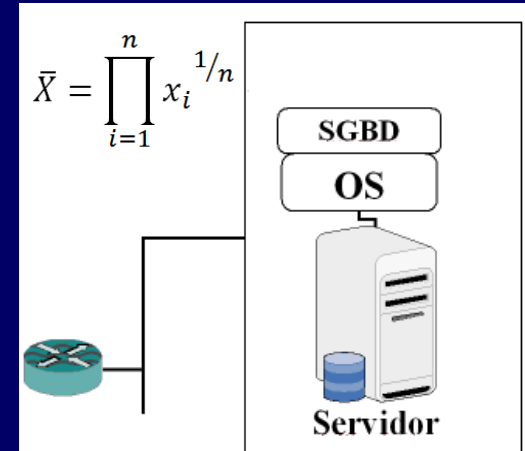 X̄ = ∏_{i=1}^{n} x_i^{1/n}
SGBD
OS
Servidor